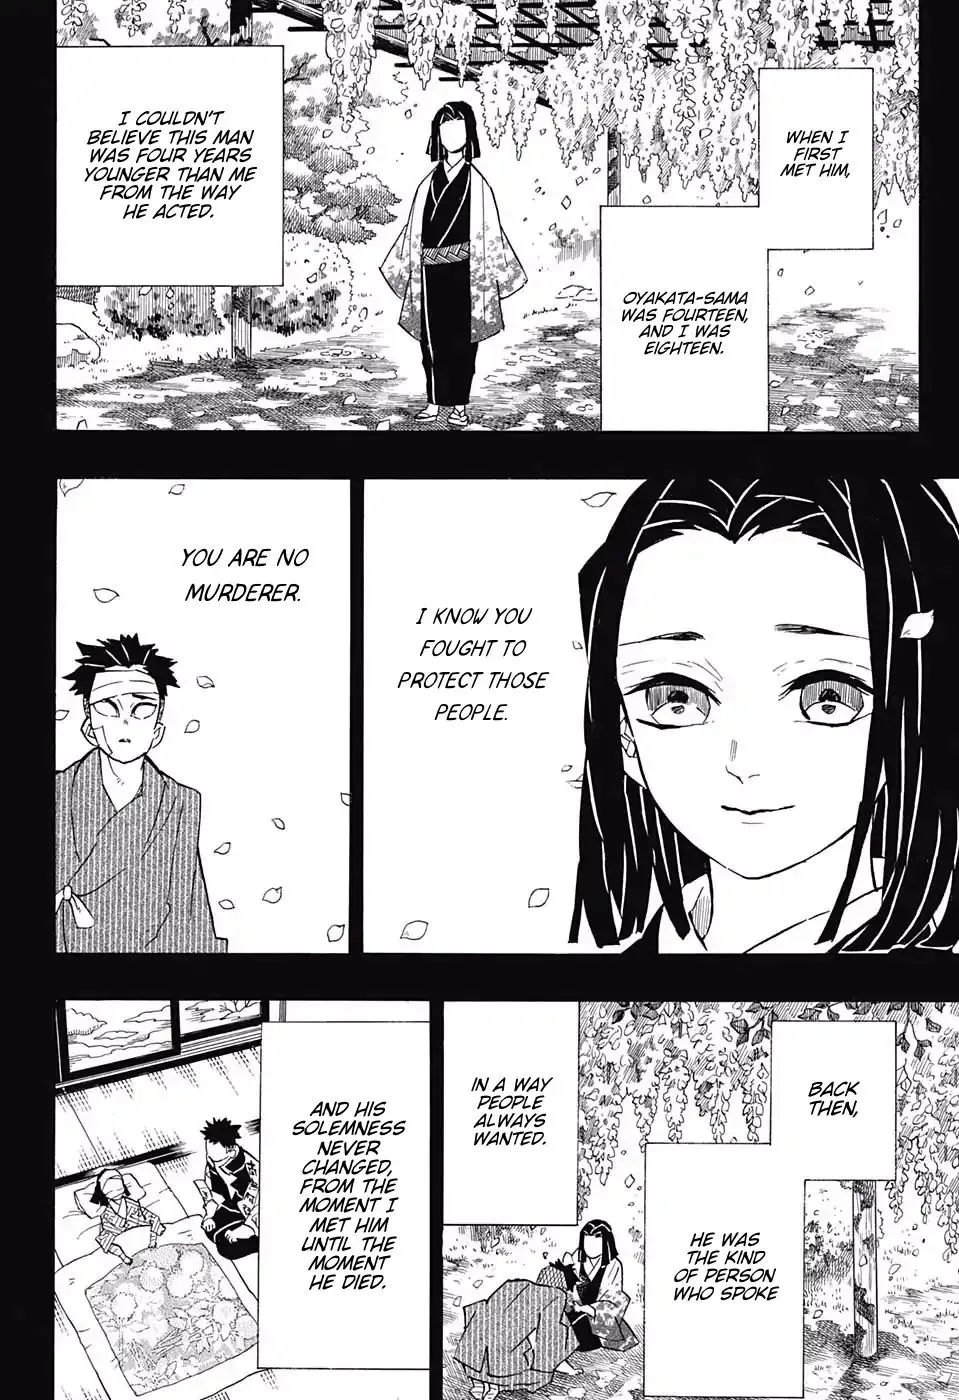 WHEN I
FIRST
MET HIM,
OYAKATA-SAMA
WAS FOURTEEN,
AND I WAS
EIGHTEEN.
I COULDN'T
BELIEVE THIS MAN
WAS FOUR YEARS
YOUNGER THAN ME
FROM THE WAY
HE ACTED.
I KNOW YOU
FOUGHT TO
PROTECT THOSE
PEOPLE.
YOU ARE NO
MURDERER.
BACK
THEN,
HE WAS
THE KIND
OF PERSON
WHO SPOKE
IN A WAY
PEOPLE
ALWAYS
WANTED.
AND HIS
SOLEMNESS
NEVER
CHANGED,
FROM THE
MOMENT I
MET HIM
UNTIL THE
MOMENT
HE DIED.